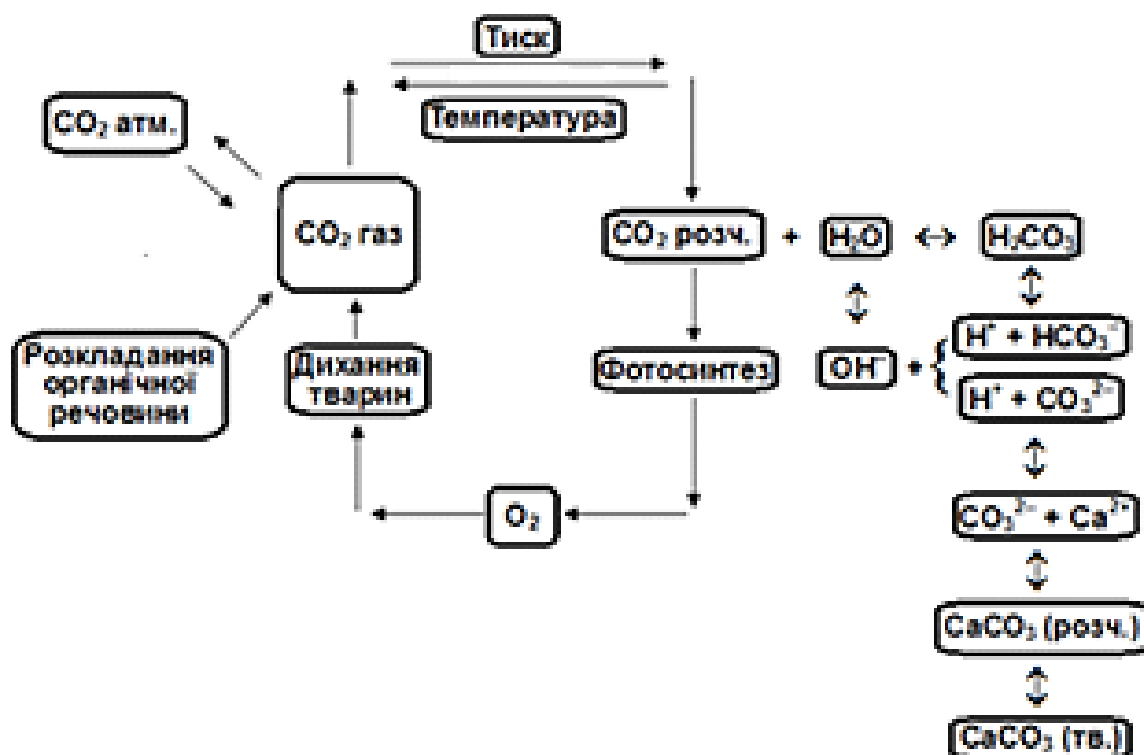 Тиск
Температура
CO₂ атм.
CO₂ газ
CO₂ розч. + H₂O ↔ H₂CO₃
Розкладання
органічної
речовини
Дихання
тварин
Фотосинтез
OH⁻ + {
H⁺ + HCO₃⁻
H⁺ + CO₃²⁻
O₂
CO₃²⁻ + Ca²⁺
CaCO₃ (розч.)
CaCO₃ (тв.)